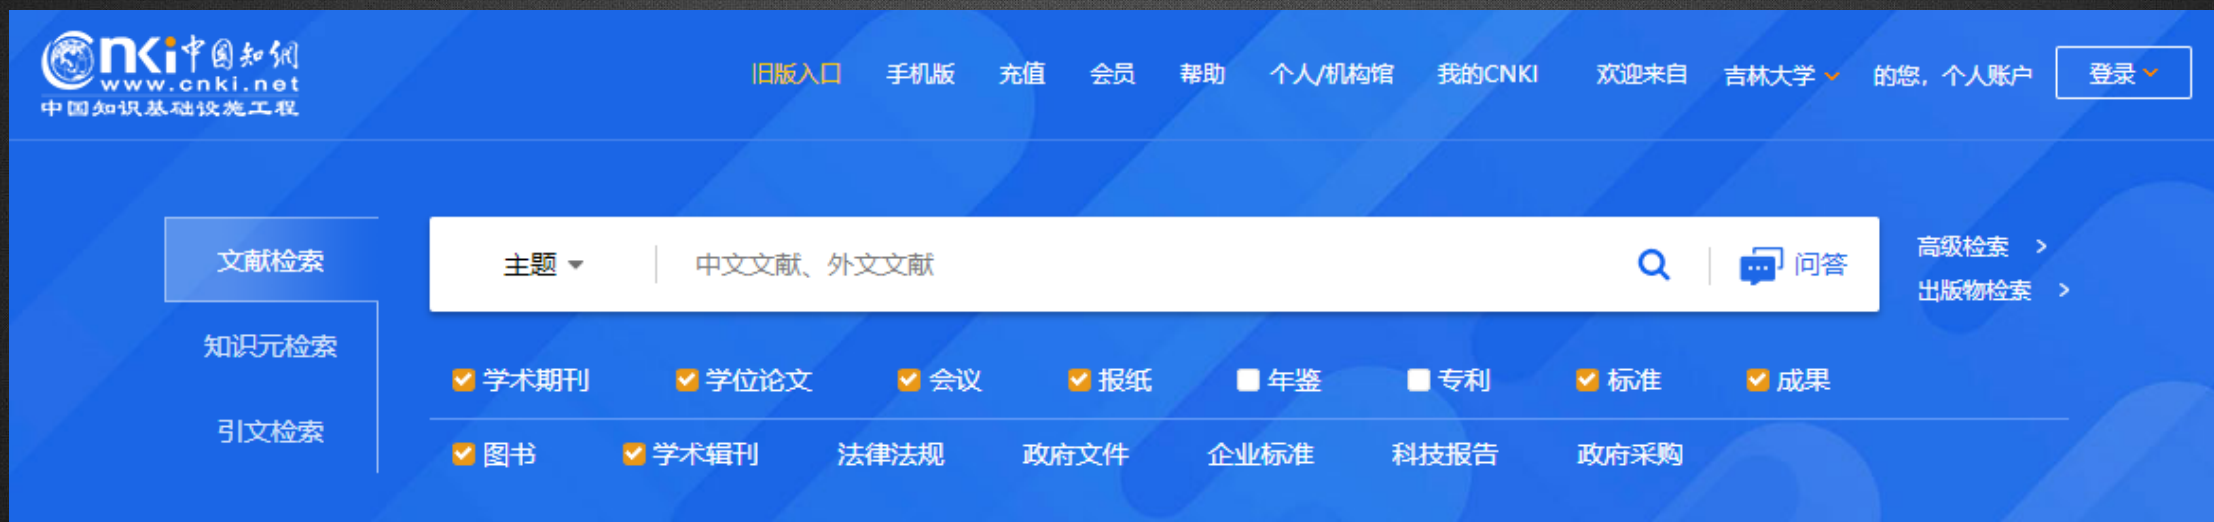 cnki中国知网
www.cnki.net
中国知识基础设施工程
旧版入口 手机版 充值 会员 帮助 个人/机构馆 我的CNKI 欢迎来自 吉林大学 的您，个人账户 登录
文献检索
知识元检索
引文检索
主题 中文文献、外文文献 问答
高级检索 >
出版物检索 >
学术期刊 学位论文 会议 报纸 年鉴 专利 标准 成果
图书 学术辑刊 法律法规 政府文件 企业标准 科技报告 政府采购